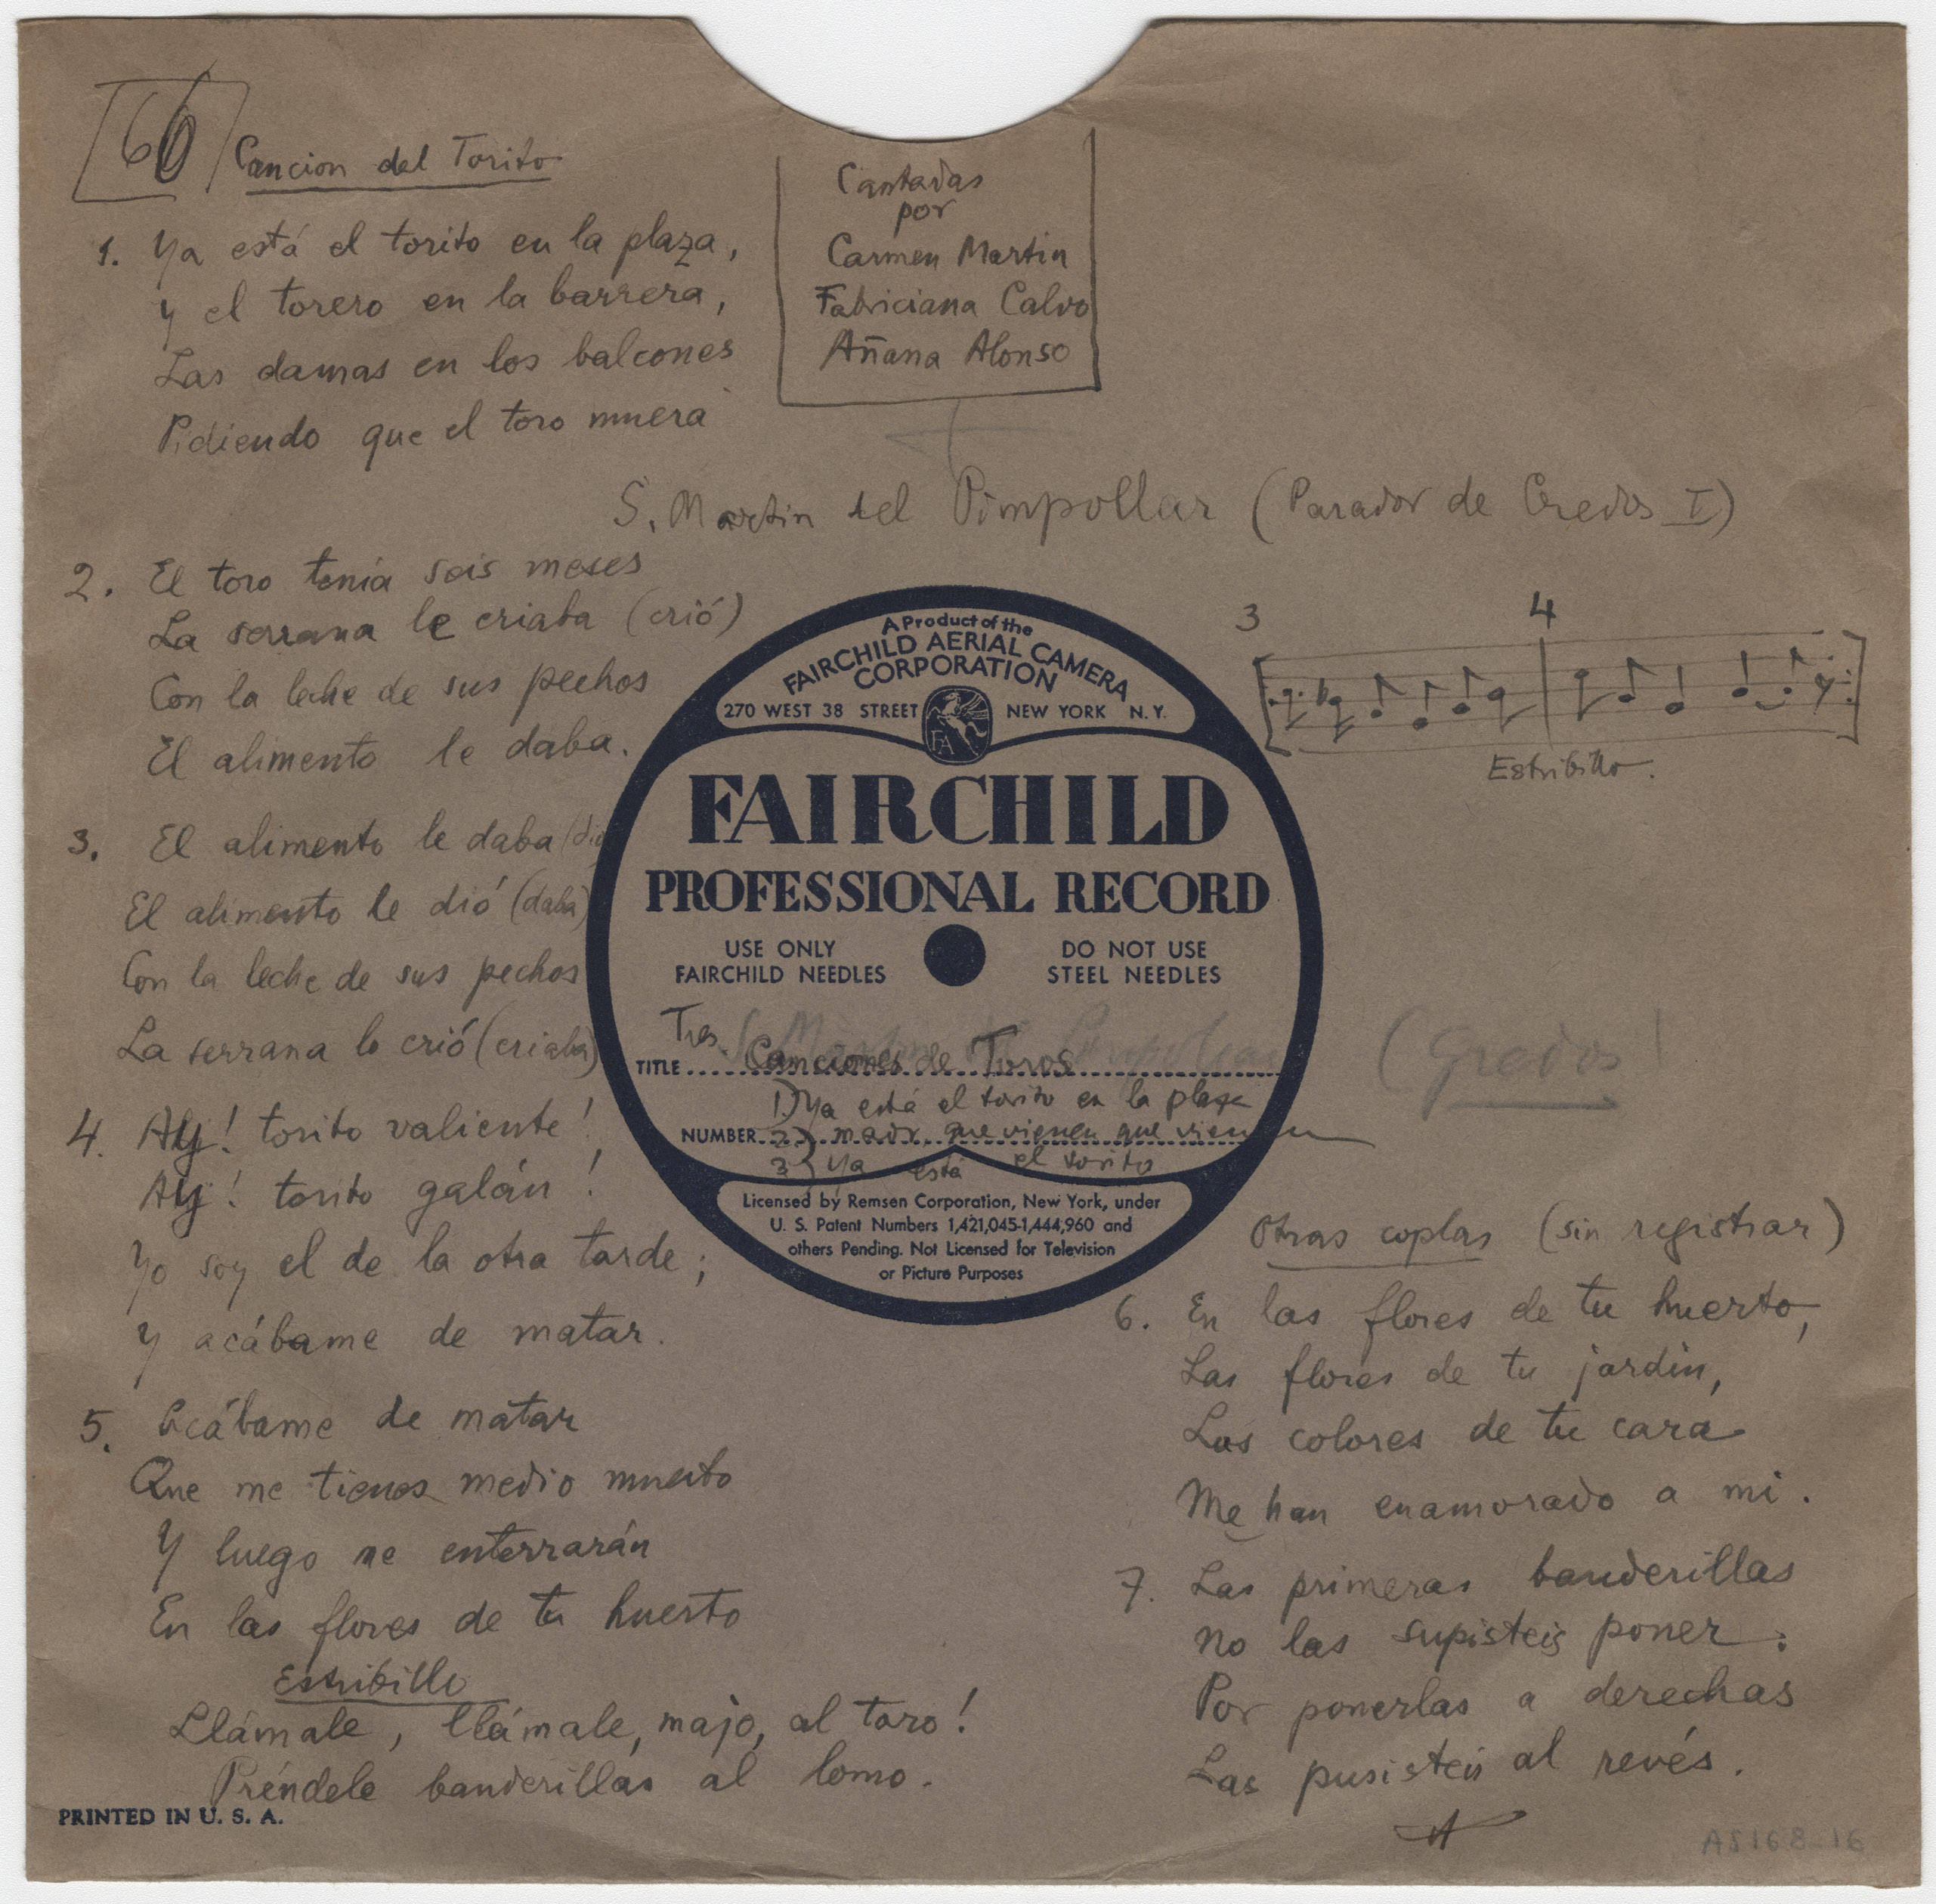 66
Cancion del Torito
1. Ya está el torito en la plaza,
y el torero en la barrera,
Las damas en los balcones
Pidiendo que el toro muera
Cantadas
por
Carmen Martin
Fabriciana Calvo
Añana Alonso
S. Martin del Pimpollar (Parador de Gredos I)
2. El toro tenía seis meses
La serrana le criaba (crió)
Con la leche de sus pechos
El alimento le daba.
3. El alimento le daba (dió
El alimento le dió (daba)
Con la leche de sus pechos
La serrana lo crió (criaba)
4. Ay! torito valiente!
Ay! torito galán!
Yo soy el de la otra tarde;
Y acábame de matar.
5. Acábame de matar
Que me tienes medio muerto
Y luego me enterrarán
En las flores de tu huerto
Estribillo
Llámale, llámale, majo, al toro!
Préndele banderillas al lomo.
PRINTED IN U. S. A.
3 4
Estribillo.
A Product of the
FAIRCHILD AERIAL CAMERA
CORPORATION
270 WEST 38 STREET NEW YORK N.Y.
FA
FAIRCHILD
PROFESSIONAL RECORD
USE ONLY
FAIRCHILD NEEDLES
DO NOT USE
STEEL NEEDLES
S. Martin del Pimpollar (Gredos)
Tres
TITLE Canciones de Toros
1) Ya está el torito en la plaza
NUMBER 2) madr que vienen que vienen
3) Ya está el torito
Licensed by Remsen Corporation, New York, under
U. S. Patent Numbers 1,421,045-1,444,960 and
others Pending. Not Licensed for Television
or Picture Purposes
Otras coplas (sin registrar)
6. En las flores de tu huerto,
Las flores de tu jardin,
Los colores de tu cara
Me han enamorado a mi.
7. Las primeras banderillas
No las supisteis poner:
Por ponerlas a derechas
Las pusisteis al revés.
AS168-16